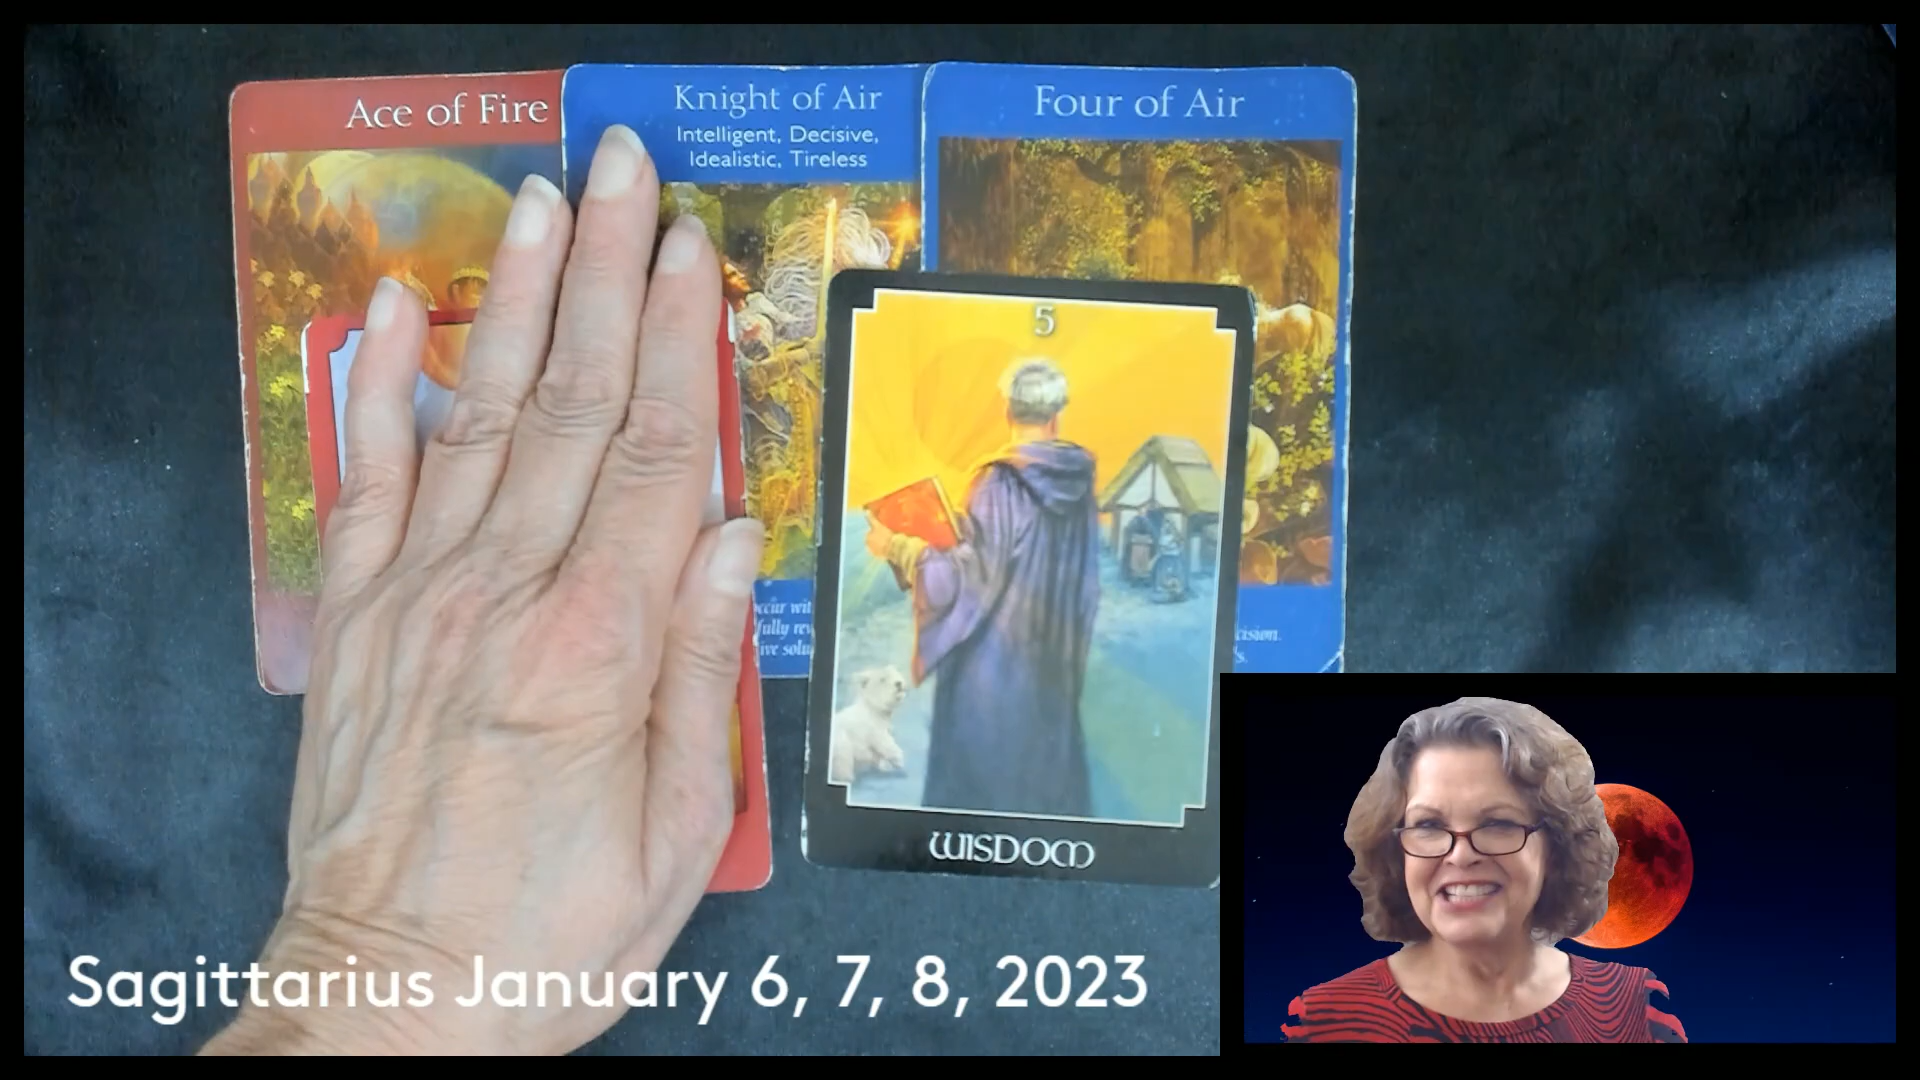 Ace of Fire
Knight of Air
Intelligent, Decisive,
Idealistic, Tireless
Four of Air
5
WISDOM
Sagittarius January 6, 7, 8, 2023